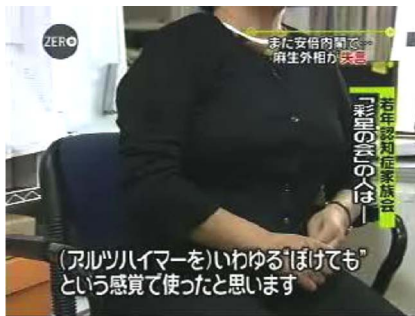 ZERO
また安倍内閣で…
麻生外相が失言
若年認知症家族会
「彩星の会」の人は―
(アルツハイマーを)いわゆる“ぼけても”
という感覚で使ったと思います